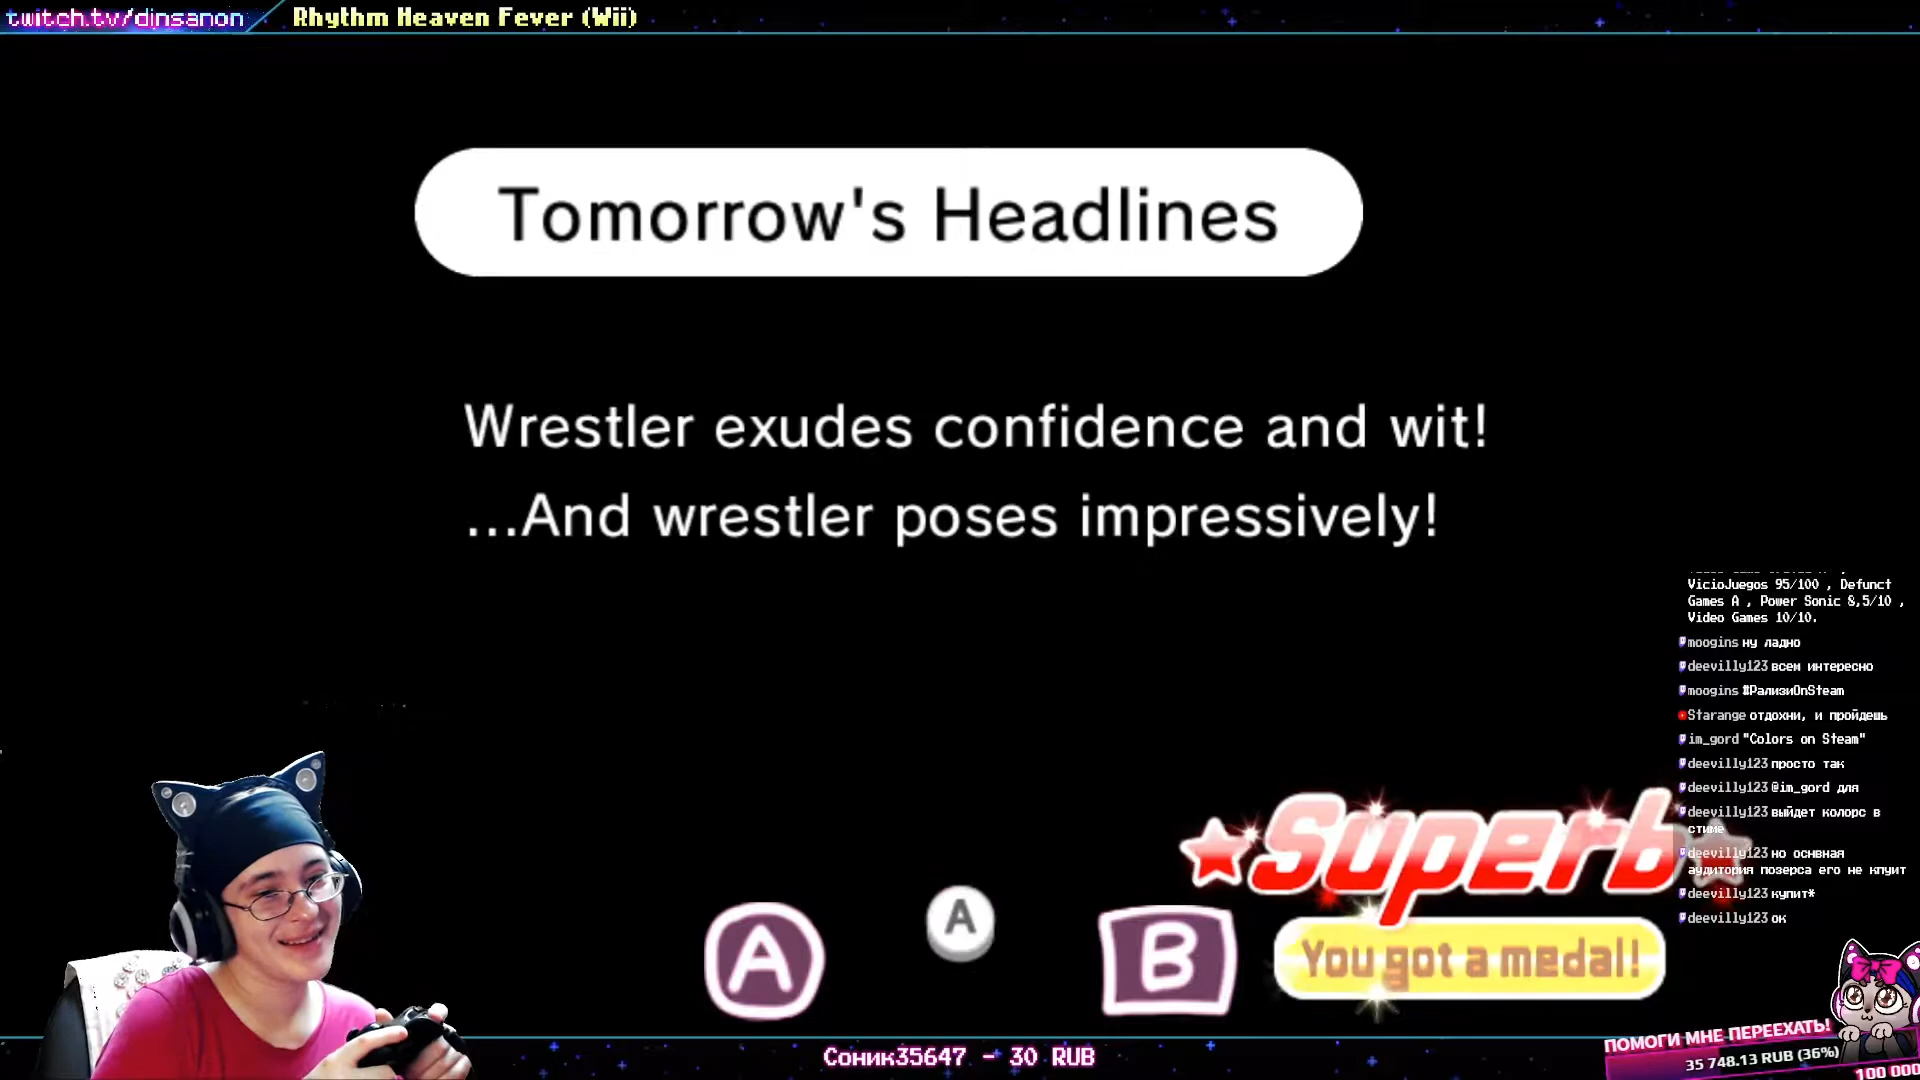 twitch.tv/dinsanon
Rhythm Heaven Fever (Wii)
Tomorrow's Headlines
Wrestler exudes confidence and wit!
...And wrestler poses impressively!
VicioJuegos 95/100 , Defunct
Games A , Power Sonic 8,5/10 ,
Video Games 10/10.
moogins ну ладно
deevilly123 всем интересно
moogins #РализиOnSteam
Starange отдохни, и пройдешь
im_gord "Colors on Steam"
deevilly123 просто так
deevilly123 @im_gord для
deevilly123 выйдет колорс в
стиме
deevilly123 но оснвная
аудитория позерса его не кпуит
deevilly123 купит*
deevilly123 ок
Superb
You got a medal!
A
A
B
Соник35647 - 30 RUB
ПОМОГИ МНЕ ПЕРЕЕХАТЬ!
35 748.13 RUB (36%)
100 000